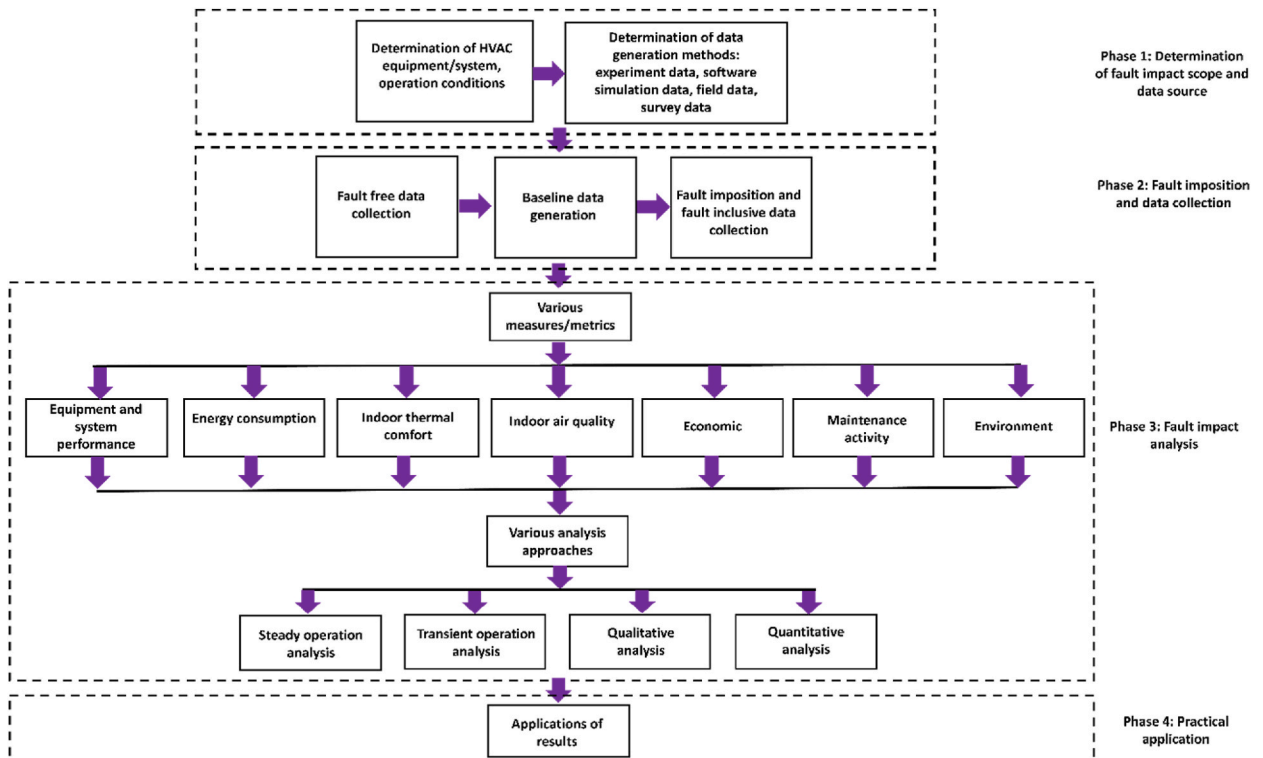 Determination of HVAC
equipment/system,
operation conditions
Determination of data
generation methods:
experiment data, software
simulation data, field data,
survey data
Phase 1: Determination
of fault impact scope and
data source
Fault free data
collection
Baseline data
generation
Fault imposition and
fault inclusive data
collection
Phase 2: Fault imposition
and data collection
Various
measures/metrics
Equipment and
system
performance
Energy consumption
Indoor thermal
comfort
Indoor air quality
Economic
Maintenance
activity
Environment
Phase 3: Fault impact
analysis
Various analysis
approaches
Steady operation
analysis
Transient operation
analysis
Qualitative
analysis
Quantitative
analysis
Applications of
results
Phase 4: Practical
application